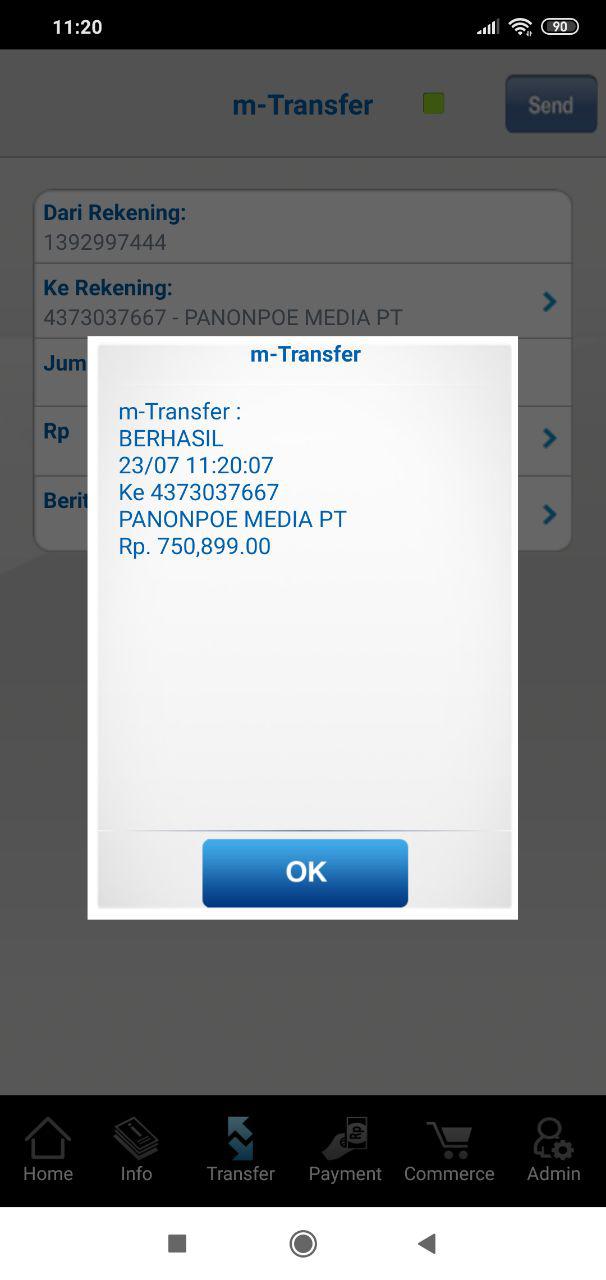 11:20
90
m-Transfer
Send
Dari Rekening:
1392997444
Ke Rekening:
4373037667 - PANONPOE MEDIA PT
Jum
Rp
Berit
m-Transfer
m-Transfer :
BERHASIL
23/07 11:20:07
Ke 4373037667
PANONPOE MEDIA PT
Rp. 750,899.00
OK
Home Info Transfer Payment Commerce Admin